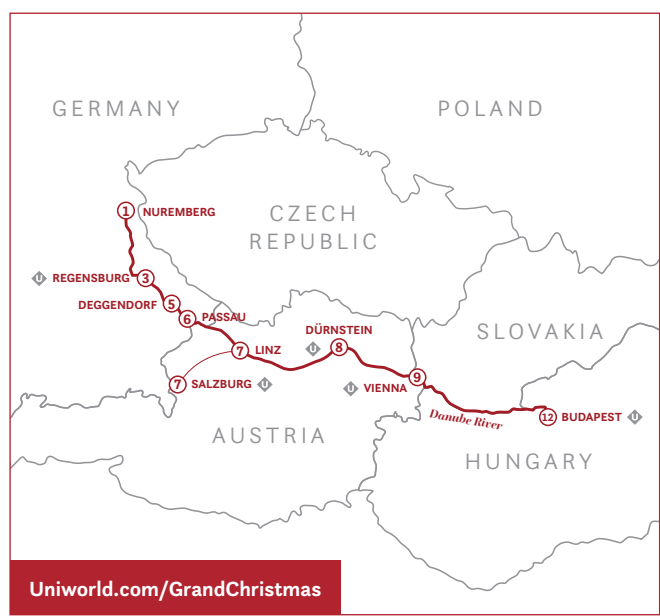 GERMANY
POLAND
1 NUREMBERG
CZECH
REPUBLIC
U REGENSBURG 3
DEGGENDORF 5
6 PASSAU
SLOVAKIA
DÜRNSTEIN
U
8
7 LINZ
7 SALZBURG U
U
VIENNA 9
Danube River
12 BUDAPEST U
AUSTRIA
HUNGARY
Uniworld.com/GrandChristmas